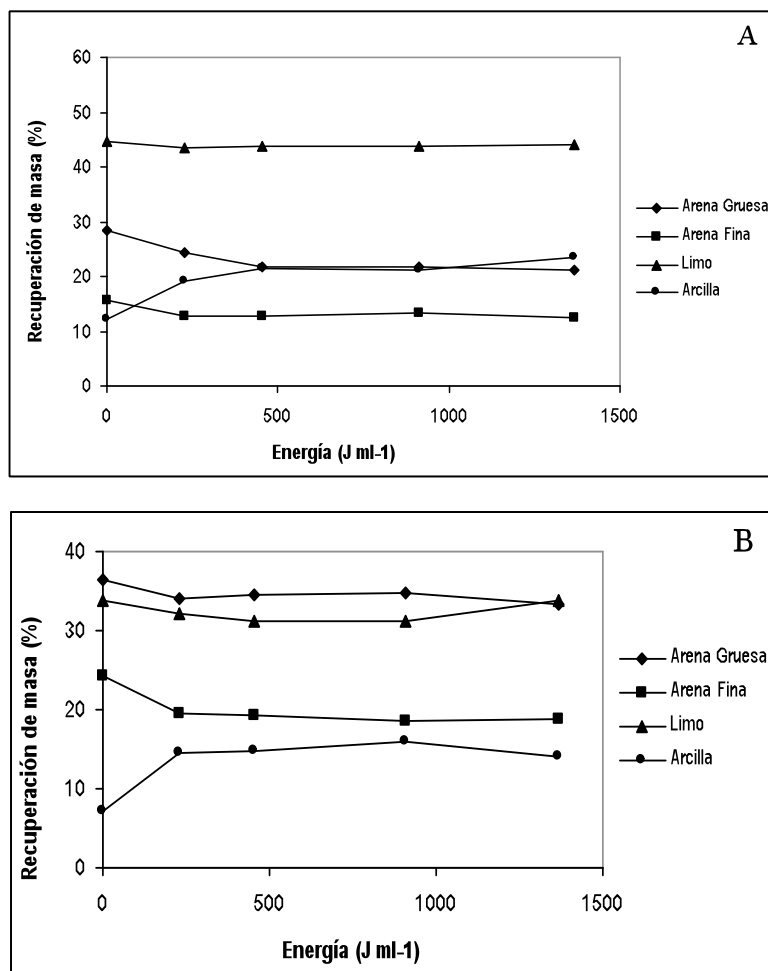 A
60
50
40
30
20
10
0
Recuperación de masa (%)
0 500 1000 1500
Energía (J ml-1)
Arena Gruesa
Arena Fina
Limo
Arcilla
B
40
30
20
10
0
Recuperación de masa (%)
0 500 1000 1500
Energía (J ml-1)
Arena Gruesa
Arena Fina
Limo
Arcilla